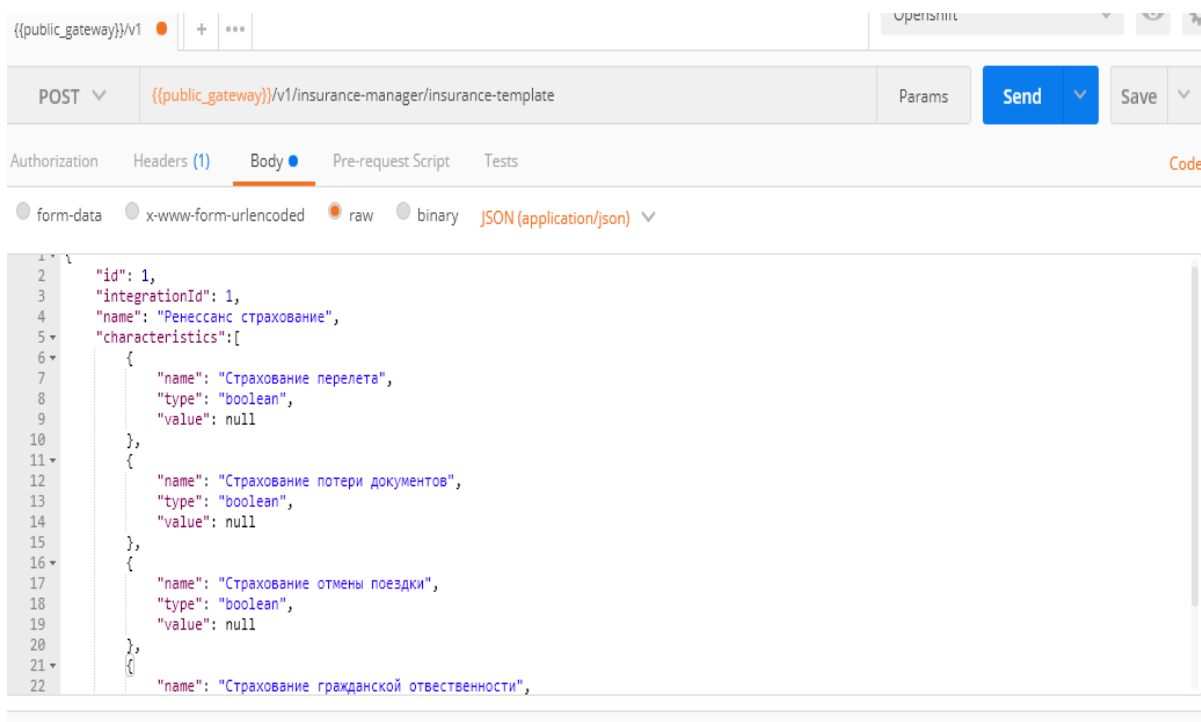 {{public_gateway}}/v1 + ••• Openshift
POST {{public_gateway}}/v1/insurance-manager/insurance-template Params Send Save
Authorization Headers (1) Body Pre-request Script Tests Code
form-data x-www-form-urlencoded raw binary JSON (application/json)
1 {
2 "id": 1,
3 "integrationId": 1,
4 "name": "Ренессанс страхование",
5 "characteristics":[
6 {
7 "name": "Страхование перелета",
8 "type": "boolean",
9 "value": null
10 },
11 {
12 "name": "Страхование потери документов",
13 "type": "boolean",
14 "value": null
15 },
16 {
17 "name": "Страхование отмены поездки",
18 "type": "boolean",
19 "value": null
20 },
21 {
22 "name": "Страхование гражданской отвественности",